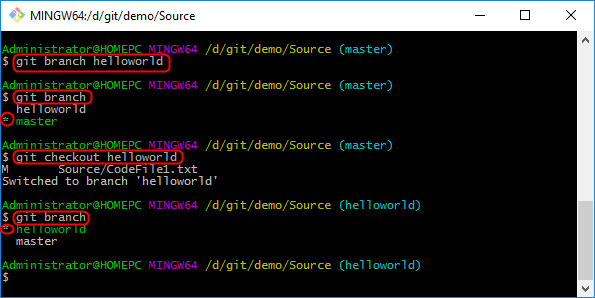 MINGW64:/d/git/demo/Source
Administrator@HOMEPC MINGW64 /d/git/demo/Source (master)
$ git branch helloworld
Administrator@HOMEPC MINGW64 /d/git/demo/Source (master)
$ git branch
helloworld
* master
Administrator@HOMEPC MINGW64 /d/git/demo/Source (master)
$ git checkout helloworld
M Source/CodeFile1.txt
Switched to branch 'helloworld'
Administrator@HOMEPC MINGW64 /d/git/demo/Source (helloworld)
$ git branch
* helloworld
master
Administrator@HOMEPC MINGW64 /d/git/demo/Source (helloworld)
$